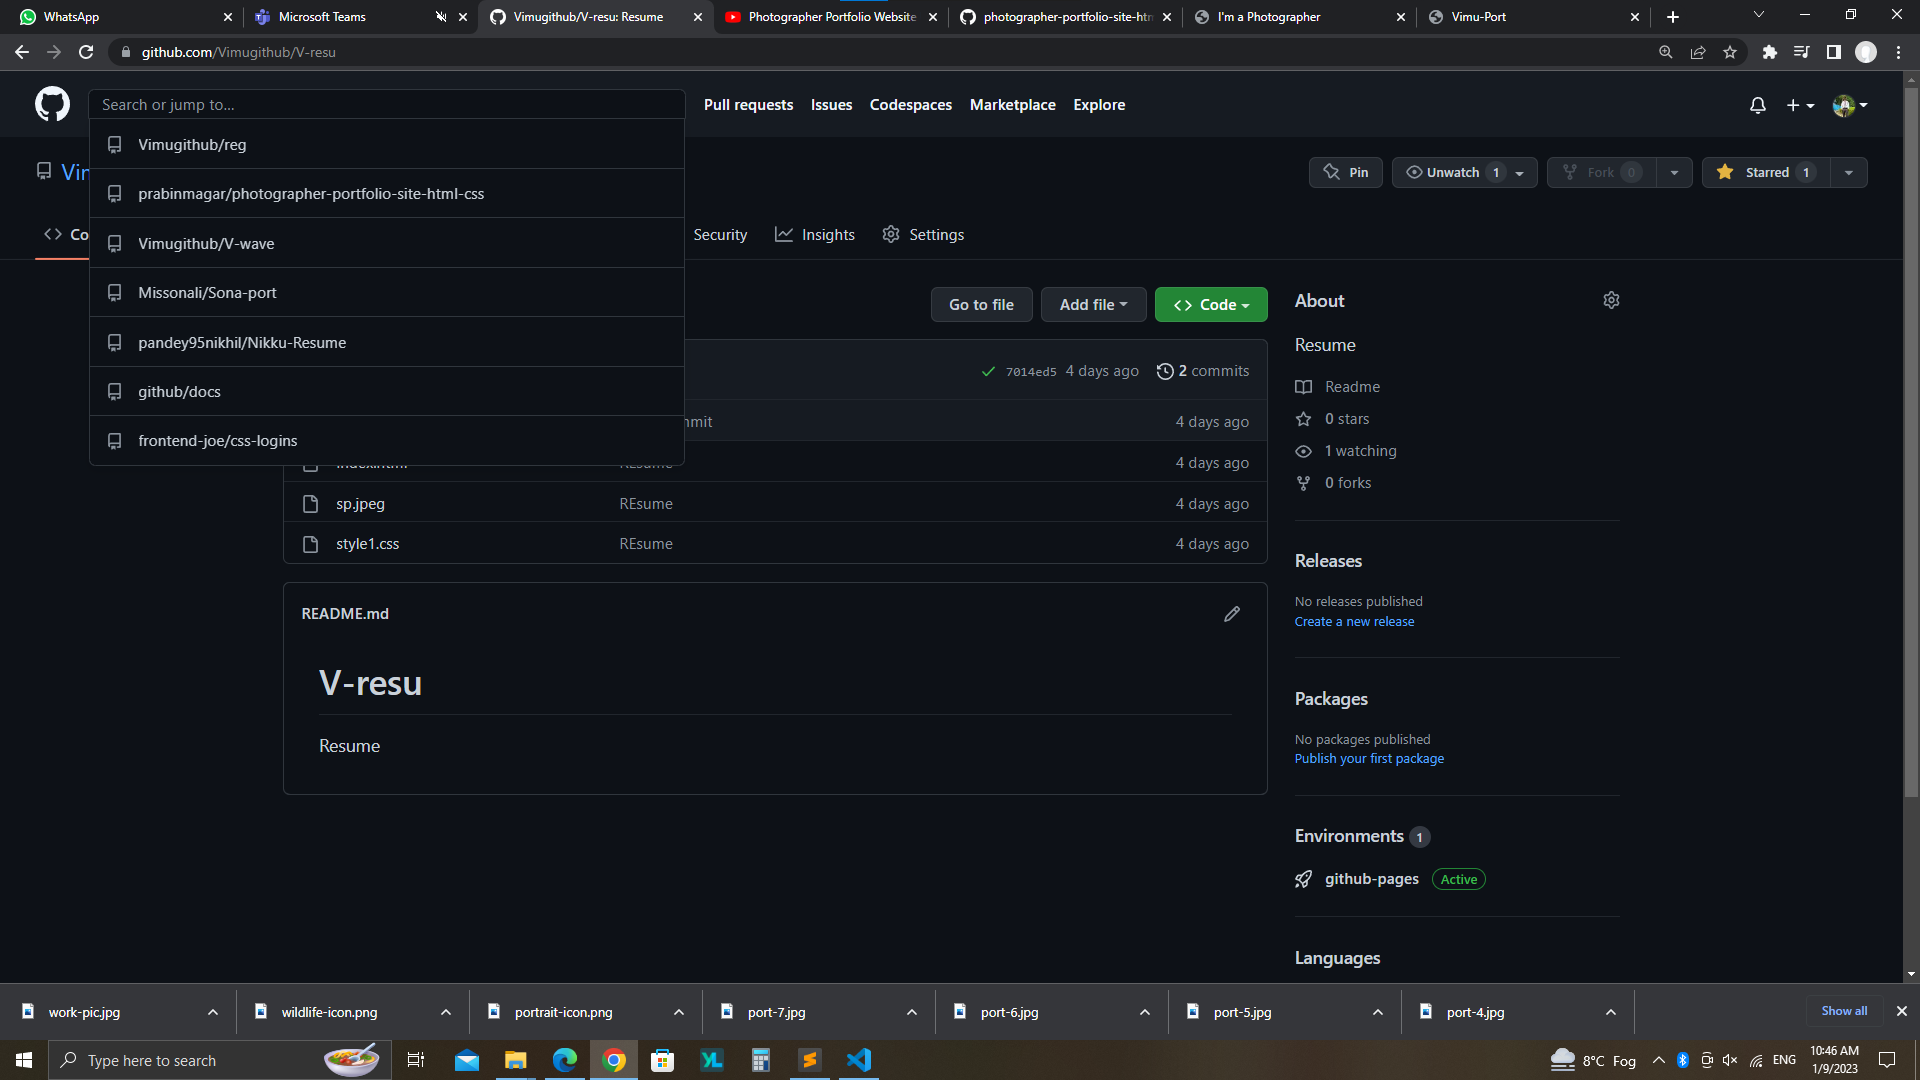 WhatsApp
Microsoft Teams
Vimugithub/V-resu: Resume
Photographer Portfolio Website
photographer-portfolio-site-htm
I'm a Photographer
Vimu-Port
github.com/Vimugithub/V-resu
Search or jump to...
Pull requests
Issues
Codespaces
Marketplace
Explore
Vimugithub/reg
prabinmagar/photographer-portfolio-site-html-css
Vimugithub/V-wave
Missonali/Sona-port
pandey95nikhil/Nikku-Resume
github/docs
frontend-joe/css-logins
Vim
Pin
Unwatch 1
Fork 0
Starred 1
Co
Security
Insights
Settings
Go to file
Add file
Code
7014ed5 4 days ago
2 commits
mmit
4 days ago
4 days ago
sp.jpeg
REsume
4 days ago
style1.css
REsume
4 days ago
README.md
V-resu
Resume
About
Resume
Readme
0 stars
1 watching
0 forks
Releases
No releases published
Create a new release
Packages
No packages published
Publish your first package
Environments 1
github-pages
Active
Languages
work-pic.jpg
wildlife-icon.png
portrait-icon.png
port-7.jpg
port-6.jpg
port-5.jpg
port-4.jpg
Show all
Type here to search
YL
8°C Fog
ENG
10:46 AM
1/9/2023